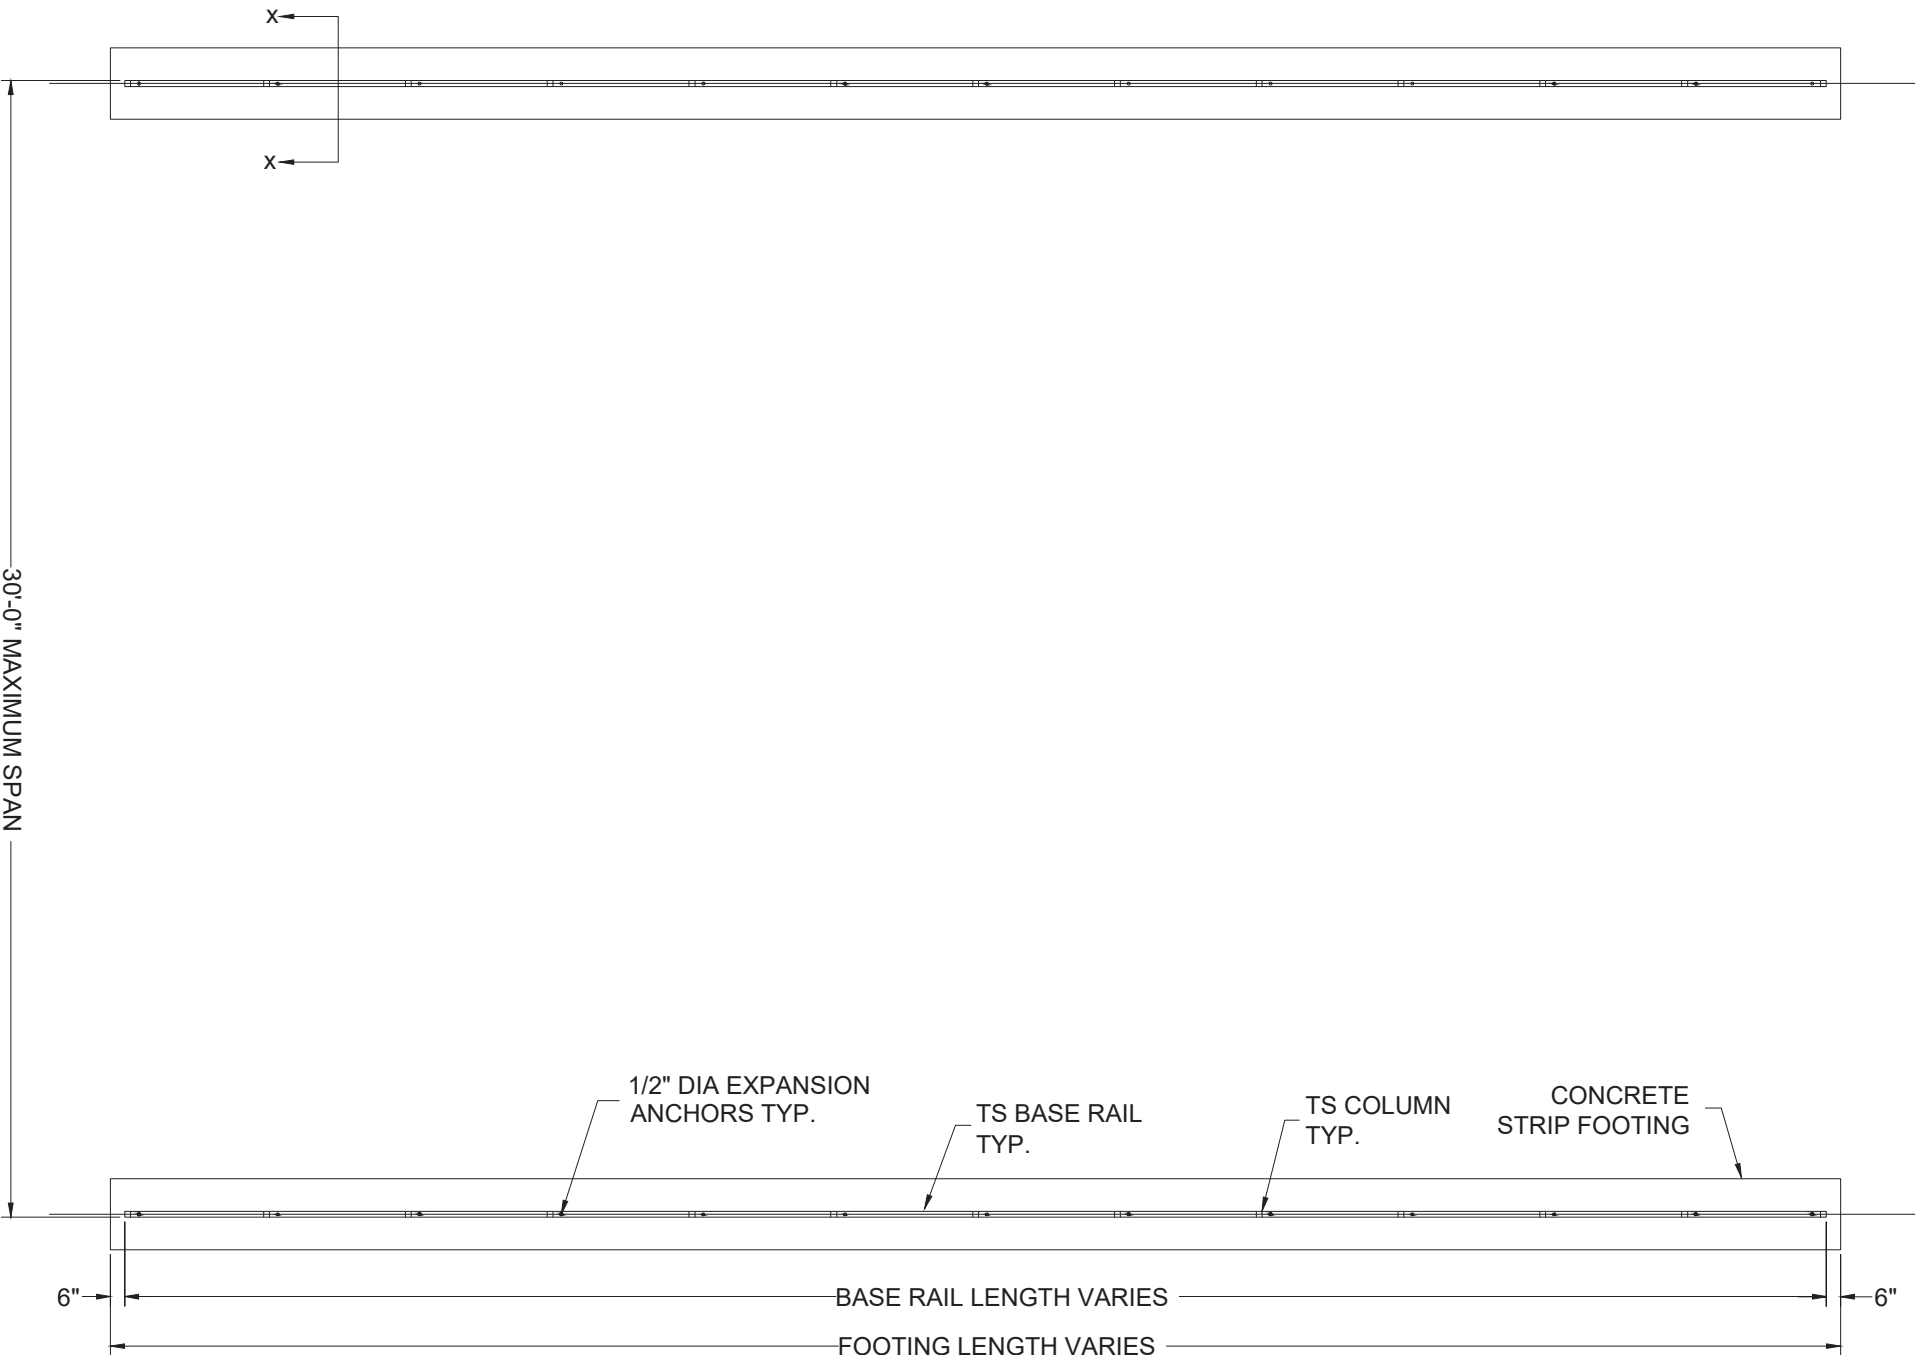 x
x
30'-0" MAXIMUM SPAN
1/2" DIA EXPANSION
ANCHORS TYP.
TS BASE RAIL
TYP.
TS COLUMN
TYP.
CONCRETE
STRIP FOOTING
6"
BASE RAIL LENGTH VARIES
6"
FOOTING LENGTH VARIES